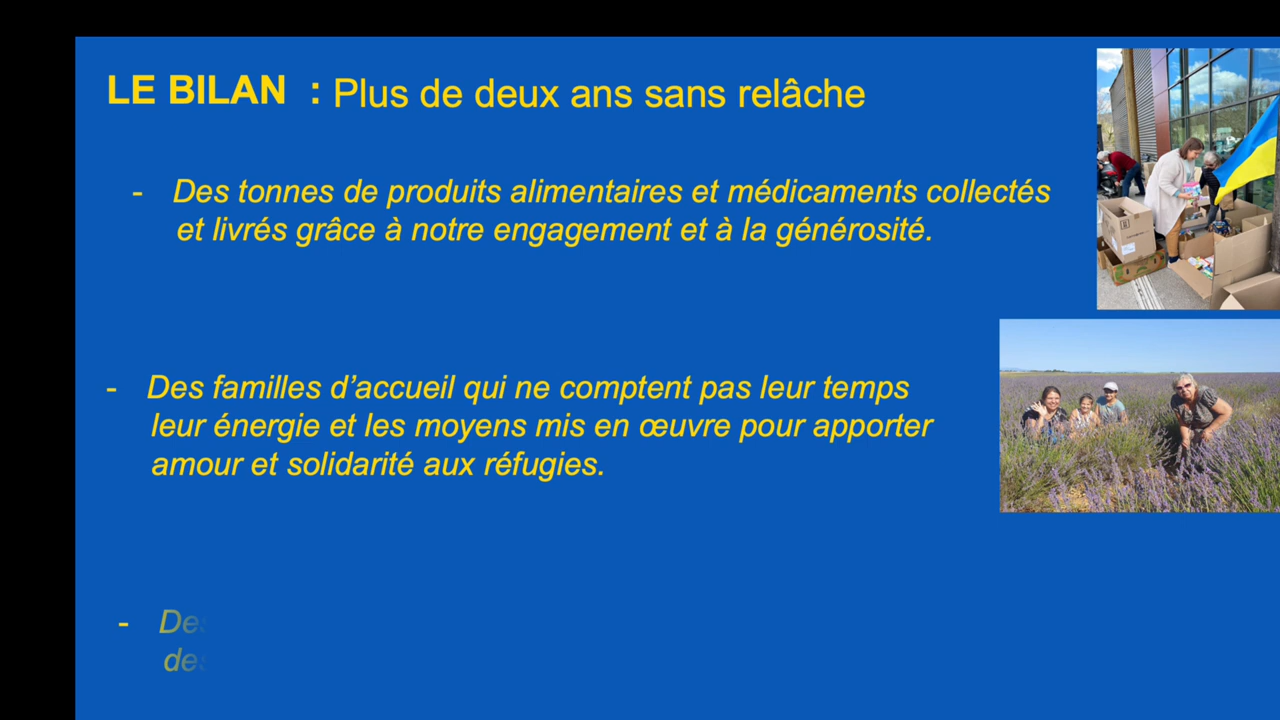 LE BILAN : Plus de deux ans sans relâche
- Des tonnes de produits alimentaires et médicaments collectés
et livrés grâce à notre engagement et à la générosité.
- Des familles d’accueil qui ne comptent pas leur temps
leur énergie et les moyens mis en œuvre pour apporter
amour et solidarité aux réfugies.
- Des
des